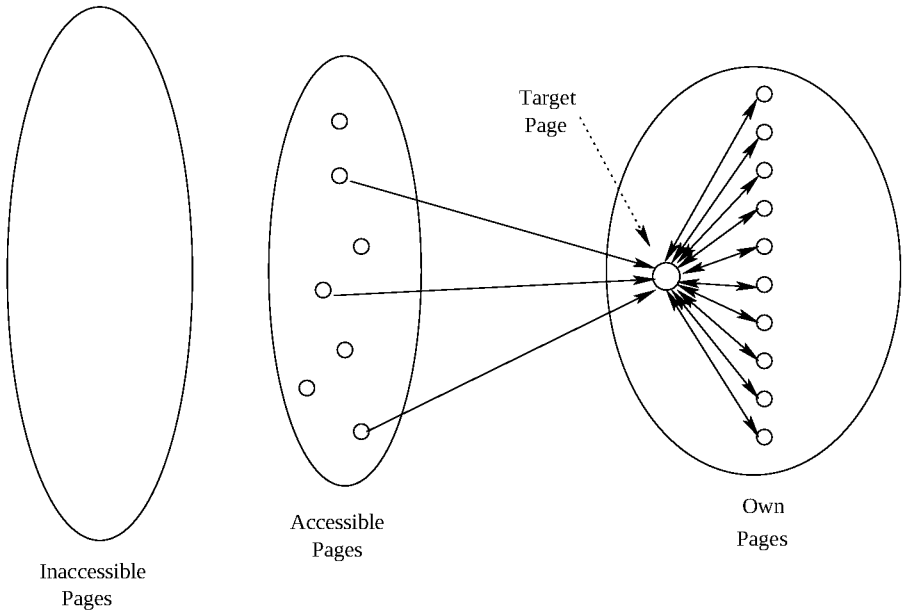 Target
Page
Accessible
Pages
Own
Pages
Inaccessible
Pages